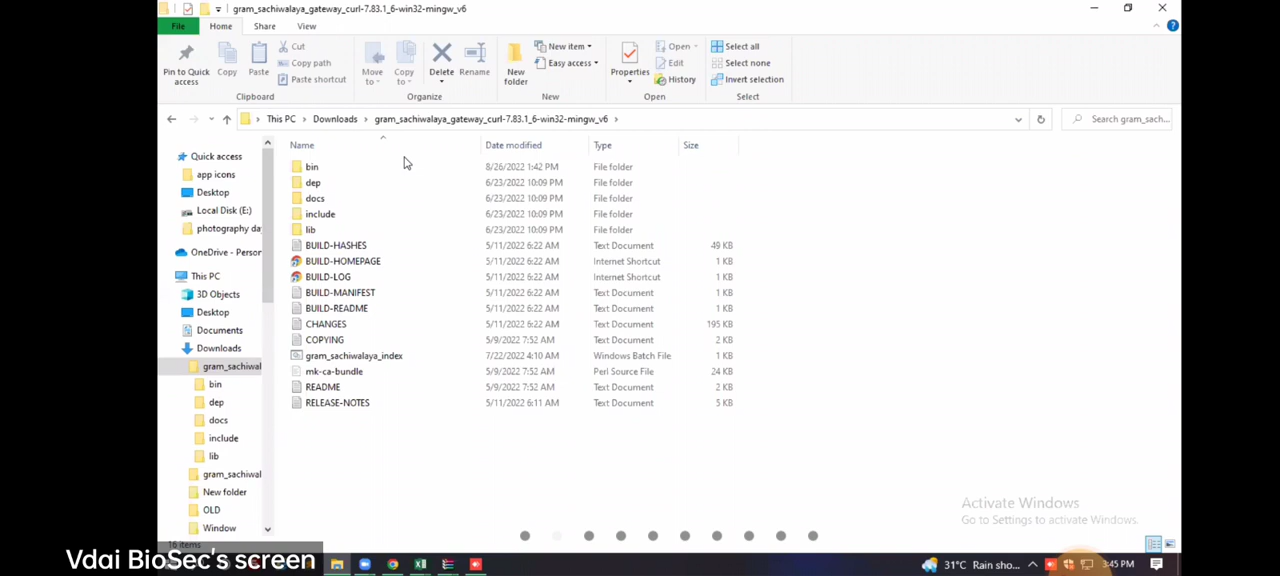 gram_sachiwalaya_gateway_curl-7.83.1_6-win32-mingw_v6
File Home Share View
Pin to Quick access
Copy
Paste
Cut
Copy path
Paste shortcut
Clipboard
Move to
Copy to
Delete
Rename
Organize
New folder
New item
Easy access
New
Properties
Open
Edit
History
Open
Select all
Select none
Invert selection
Select
This PC > Downloads > gram_sachiwalaya_gateway_curl-7.83.1_6-win32-mingw_v6 >
Search gram_sach...
Name Date modified Type Size
bin 8/26/2022 1:42 PM File folder
dep 6/23/2022 10:09 PM File folder
docs 6/23/2022 10:09 PM File folder
include 6/23/2022 10:09 PM File folder
lib 6/23/2022 10:09 PM File folder
BUILD-HASHES 5/11/2022 6:22 AM Text Document 49 KB
BUILD-HOMEPAGE 5/11/2022 6:22 AM Internet Shortcut 1 KB
BUILD-LOG 5/11/2022 6:22 AM Internet Shortcut 1 KB
BUILD-MANIFEST 5/11/2022 6:22 AM Text Document 1 KB
BUILD-README 5/11/2022 6:22 AM Text Document 1 KB
CHANGES 5/11/2022 6:22 AM Text Document 195 KB
COPYING 5/9/2022 7:52 AM Text Document 2 KB
gram_sachiwalaya_index 7/22/2022 4:10 AM Windows Batch File 1 KB
mk-ca-bundle 5/9/2022 7:52 AM Perl Source File 24 KB
README 5/9/2022 7:52 AM Text Document 2 KB
RELEASE-NOTES 5/11/2022 6:11 AM Text Document 5 KB
Quick access
app icons
Desktop
Local Disk (E:)
photography da
OneDrive - Person
This PC
3D Objects
Desktop
Documents
Downloads
gram_sachiwal
bin
dep
docs
include
lib
gram_sachiwal
New folder
OLD
Window
16 items
Activate Windows
Go to Settings to activate Windows.
Vdai BioSec's screen
31°C Rain sho... 3:45 PM